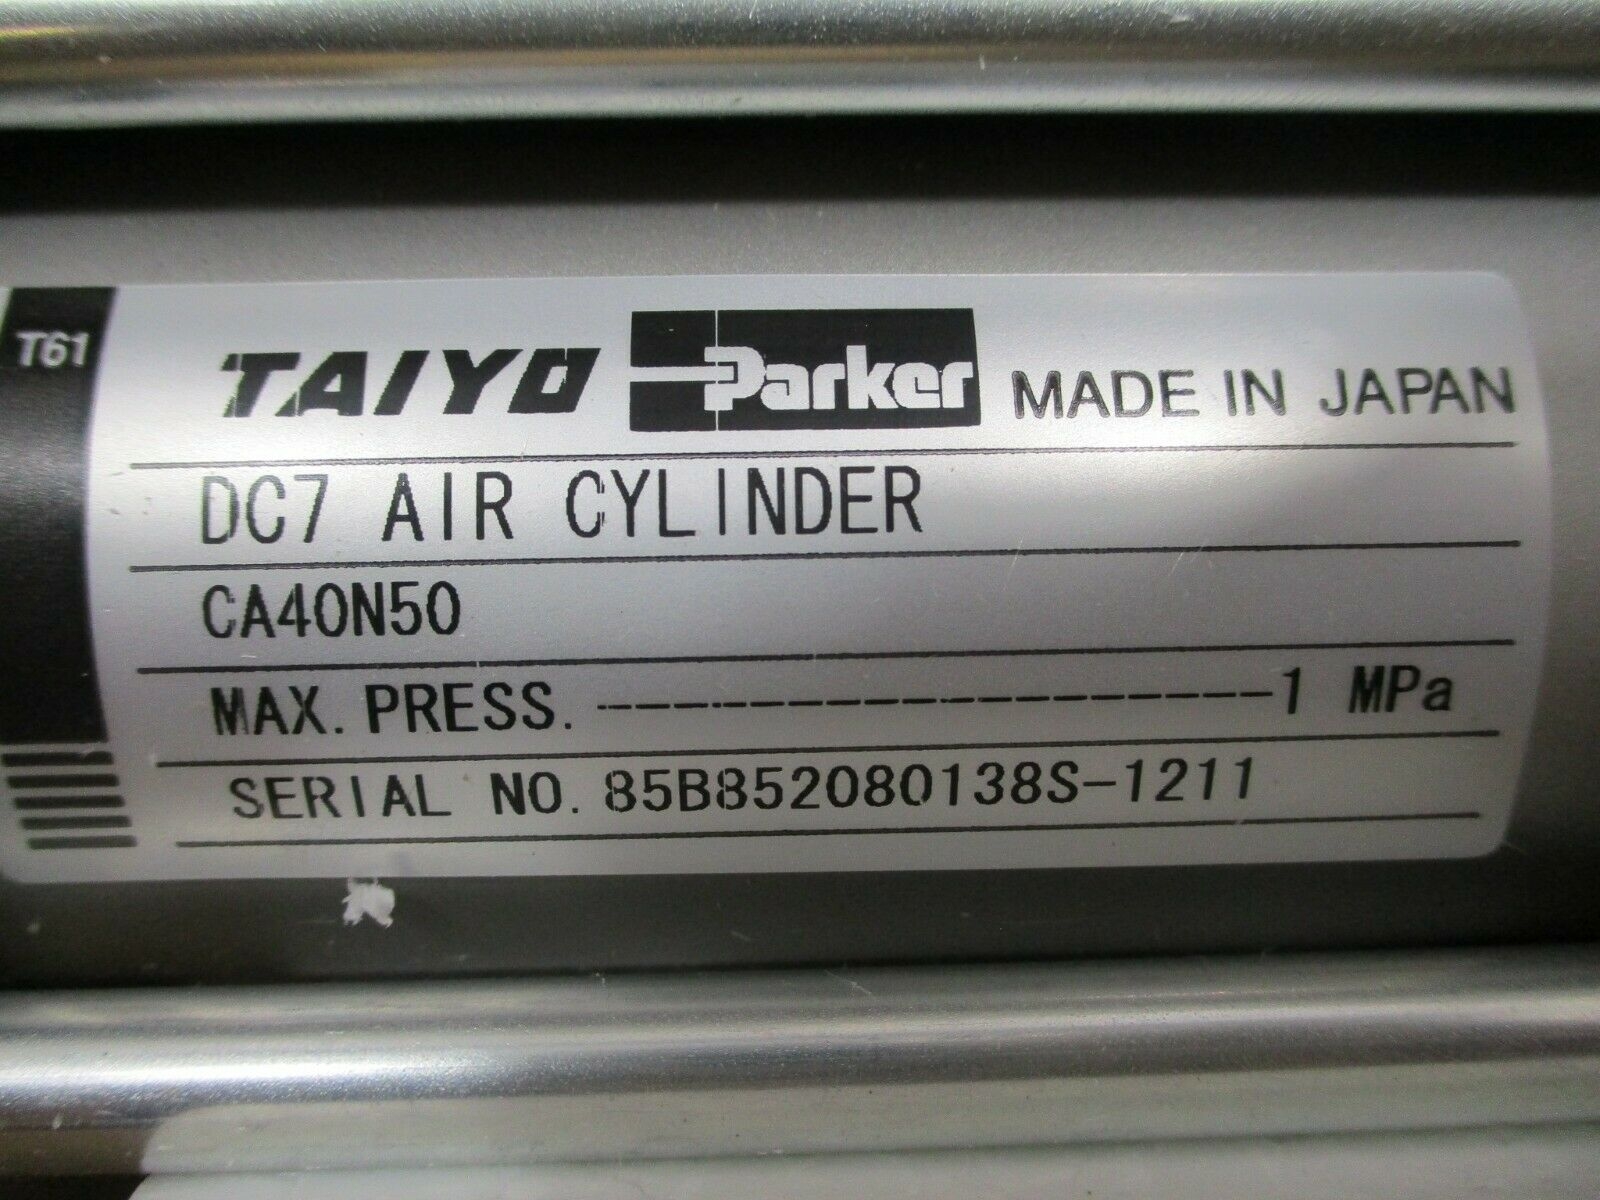 T61
TAIYO Parker MADE IN JAPAN
DC7 AIR CYLINDER
CA40N50
MAX. PRESS. -------------------1 MPa
SERIAL NO. 85B852080138S-1211